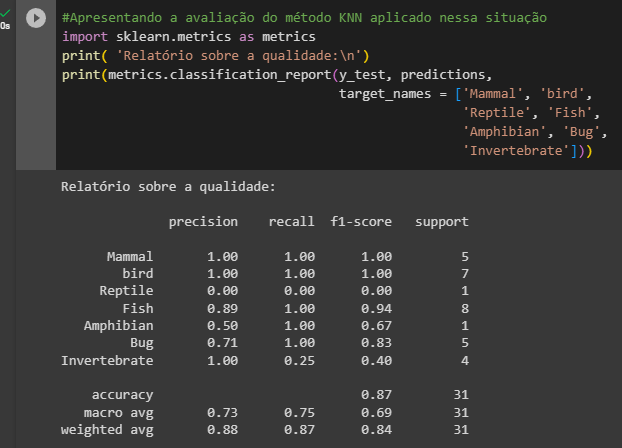 #Apresentando a avaliação do método KNN aplicado nessa situação
0s
import sklearn.metrics as metrics
print( 'Relatório sobre a qualidade:\n')
print(metrics.classification_report(y_test, predictions,
target_names = ['Mammal', 'bird',
'Reptile', 'Fish',
'Amphibian', 'Bug',
'Invertebrate']))
Relatório sobre a qualidade:
precision recall f1-score support
Mammal 1.00 1.00 1.00 5
bird 1.00 1.00 1.00 7
Reptile 0.00 0.00 0.00 1
Fish 0.89 1.00 0.94 8
Amphibian 0.50 1.00 0.67 1
Bug 0.71 1.00 0.83 5
Invertebrate 1.00 0.25 0.40 4
accuracy 0.87 31
macro avg 0.73 0.75 0.69 31
weighted avg 0.88 0.87 0.84 31